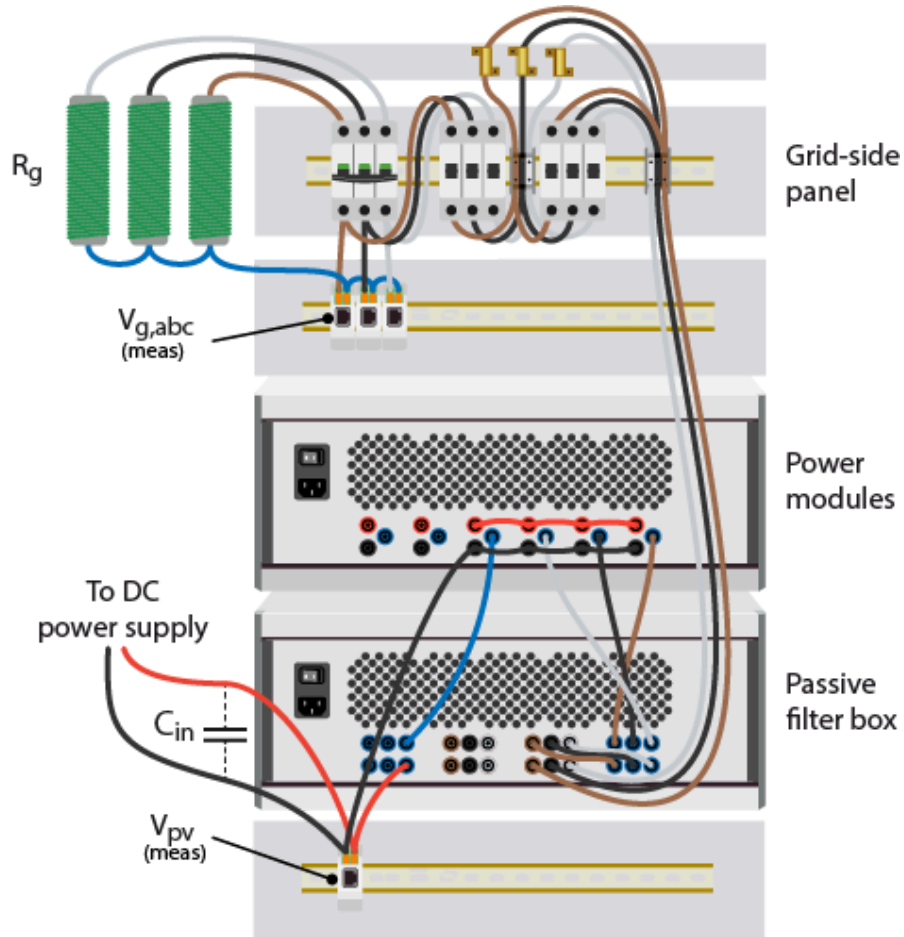 Rg
Grid-side
panel
Vg,abc
(meas)
Power
modules
To DC
power supply
Cin
Passive
filter box
Vpv
(meas)